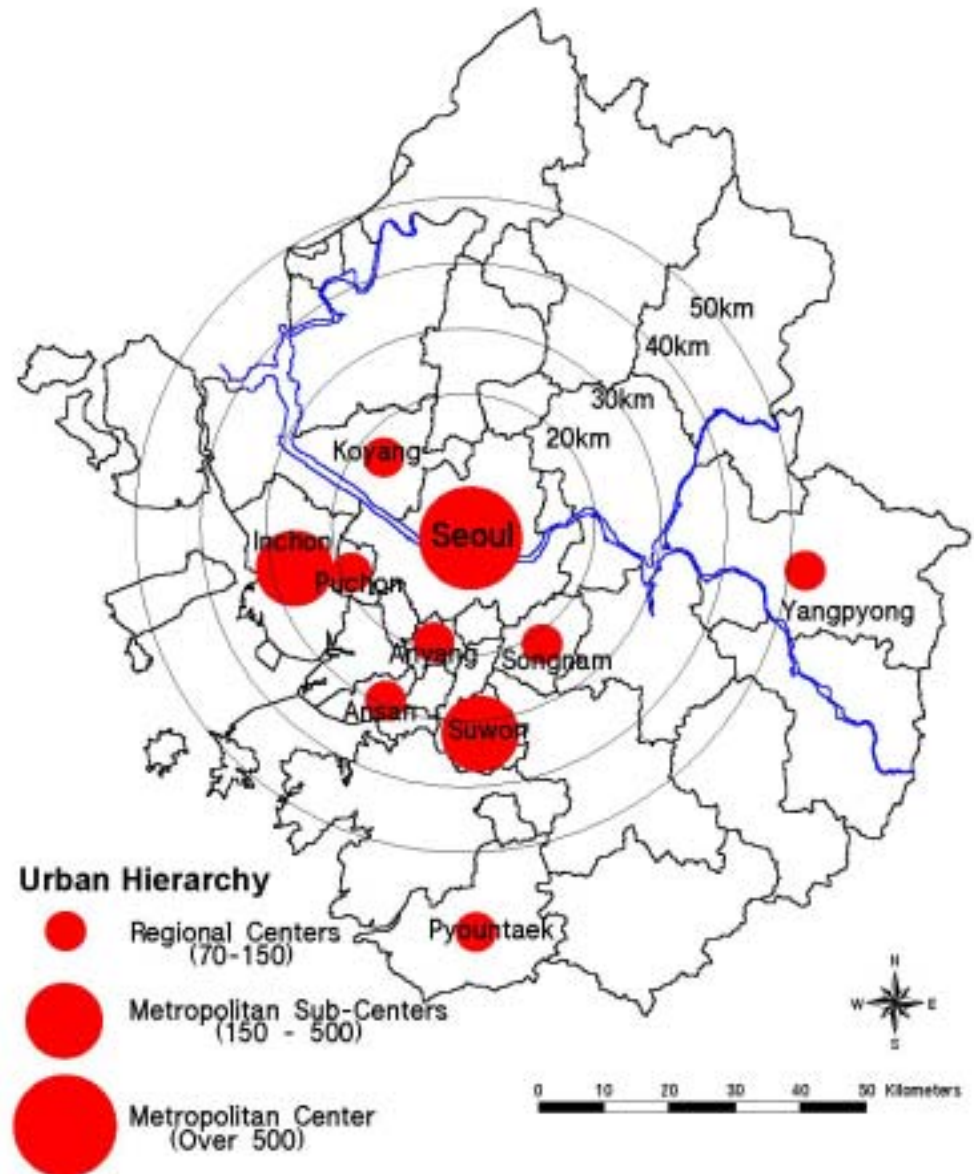 50km
40km
30km
20km
Koyang
Seoul
Inchon
Puchon
Yangpyong
Anyang
Songnam
Ansan
Suwon
Urban Hierarchy
Regional Centers
(70-150)
Pyountaek
Metropolitan Sub-Centers
(150 - 500)
Metropolitan Center
(Over 500)
N
W E
S
0 10 20 30 40 50 Kilometers